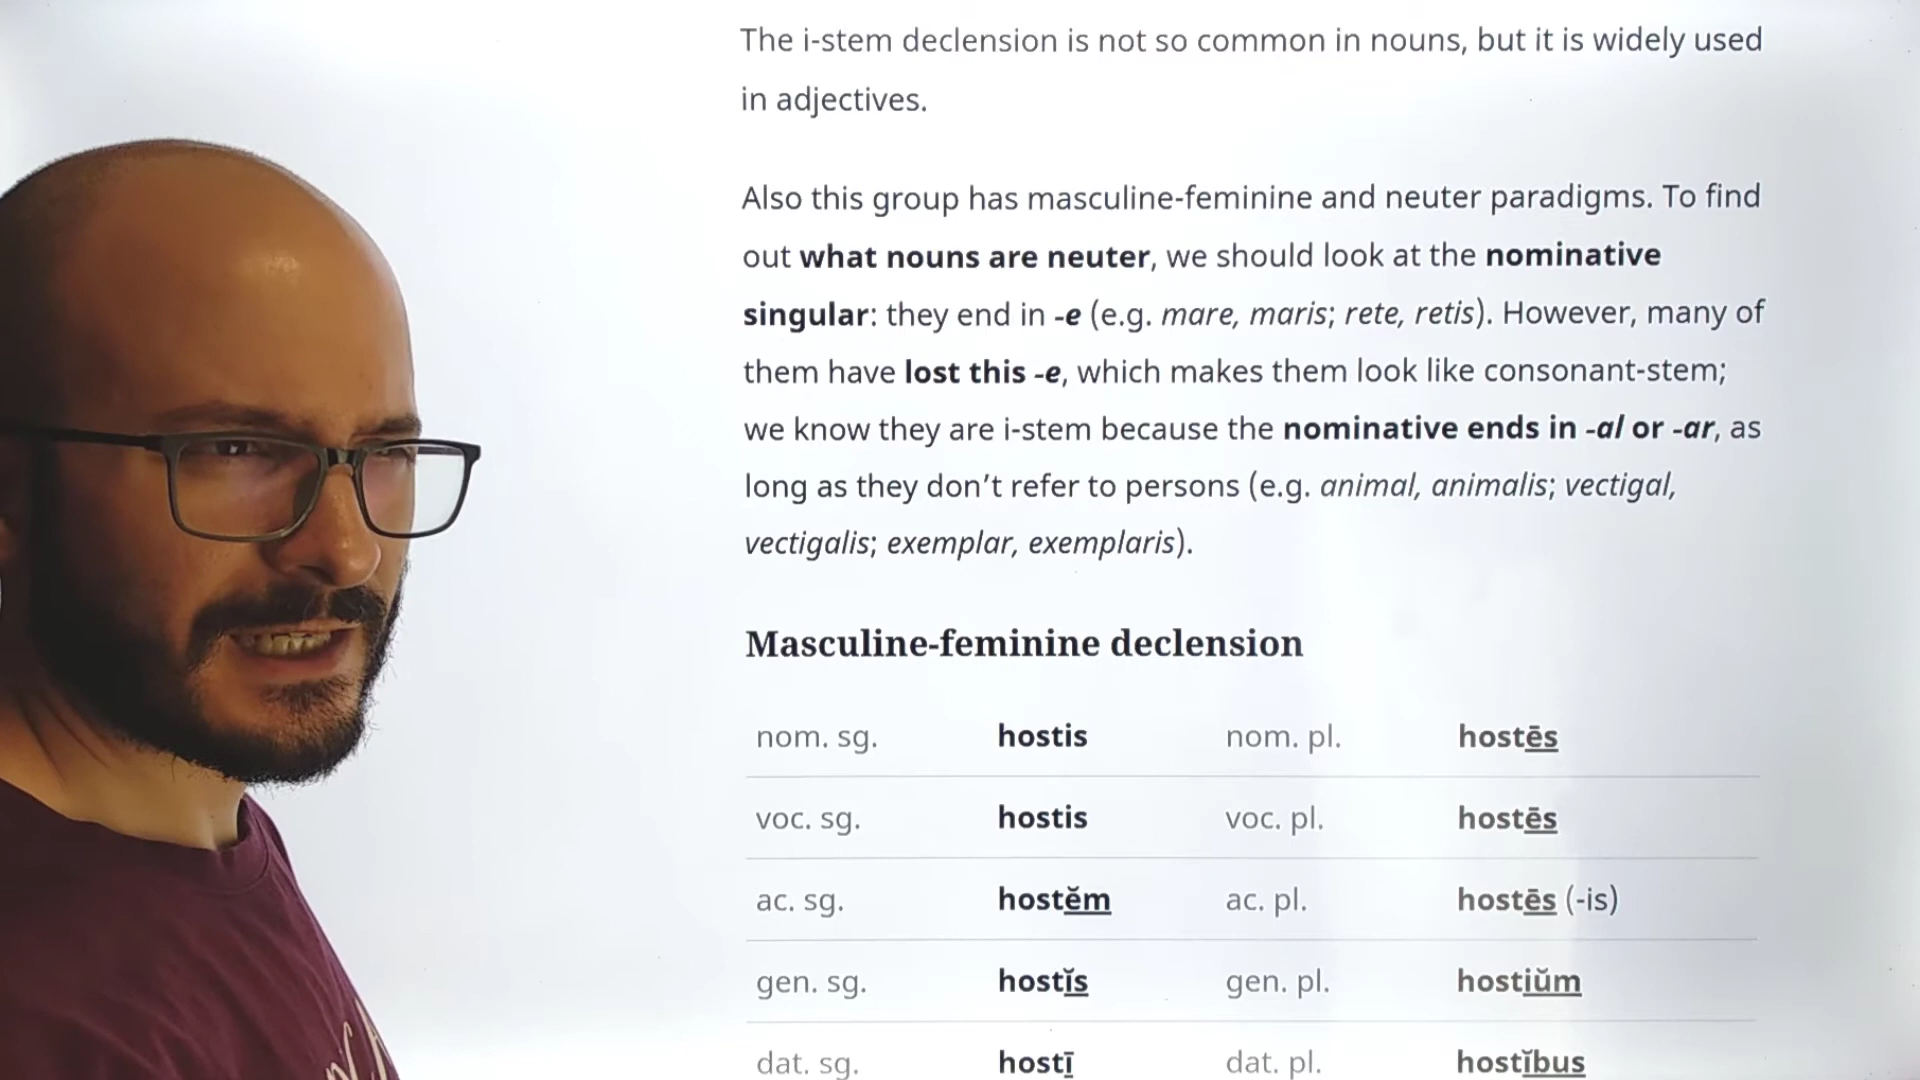 The i-stem declension is not so common in nouns, but it is widely used
in adjectives.
Also this group has masculine-feminine and neuter paradigms. To find
out what nouns are neuter, we should look at the nominative
singular: they end in -e (e.g. mare, maris; rete, retis). However, many of
them have lost this -e, which makes them look like consonant-stem;
we know they are i-stem because the nominative ends in -al or -ar, as
long as they don’t refer to persons (e.g. animal, animalis; vectigal,
vectigalis; exemplar, exemplaris).
Masculine-feminine declension
nom. sg. hostis nom. pl. hostēs
voc. sg. hostis voc. pl. hostēs
ac. sg. hostĕm ac. pl. hostēs (-is)
gen. sg. hostĭs gen. pl. hostiŭm
dat. sg. hostī dat. pl. hostĭbus